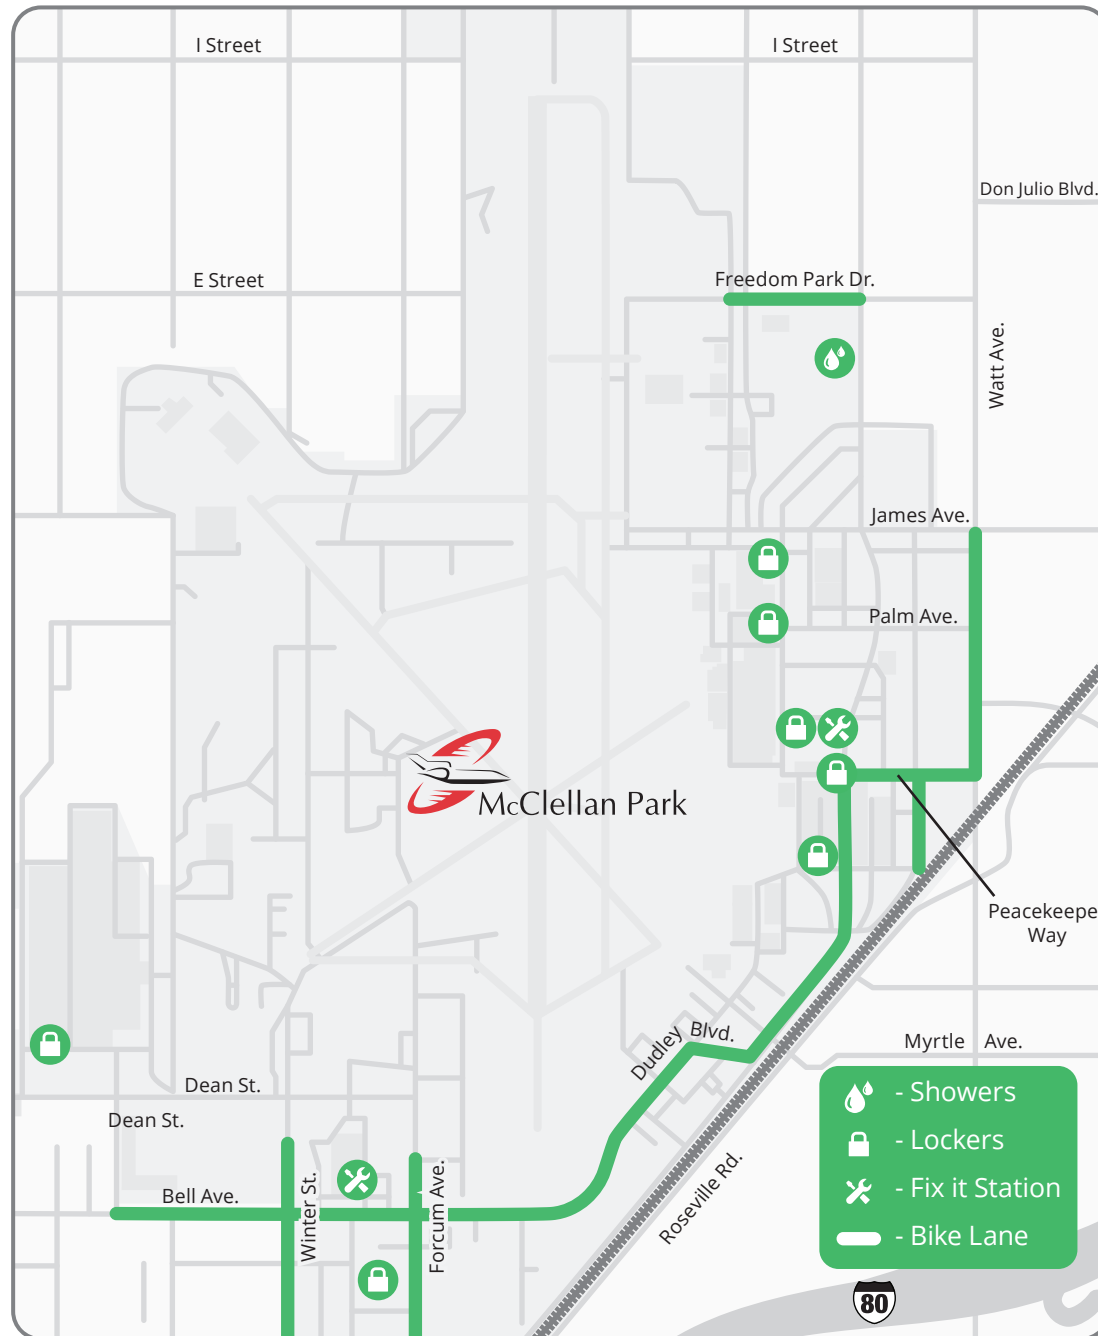 I Street
I Street
Don Julio Blvd.
E Street
Freedom Park Dr.
Watt Ave.
James Ave.
Palm Ave.
McClellan Park
Peacekeepe
Way
Dudley Blvd.
Myrtle Ave.
Dean St.
Dean St.
Bell Ave.
Winter St.
Forcum Ave.
Roseville Rd.
- Showers
- Lockers
- Fix it Station
- Bike Lane
80